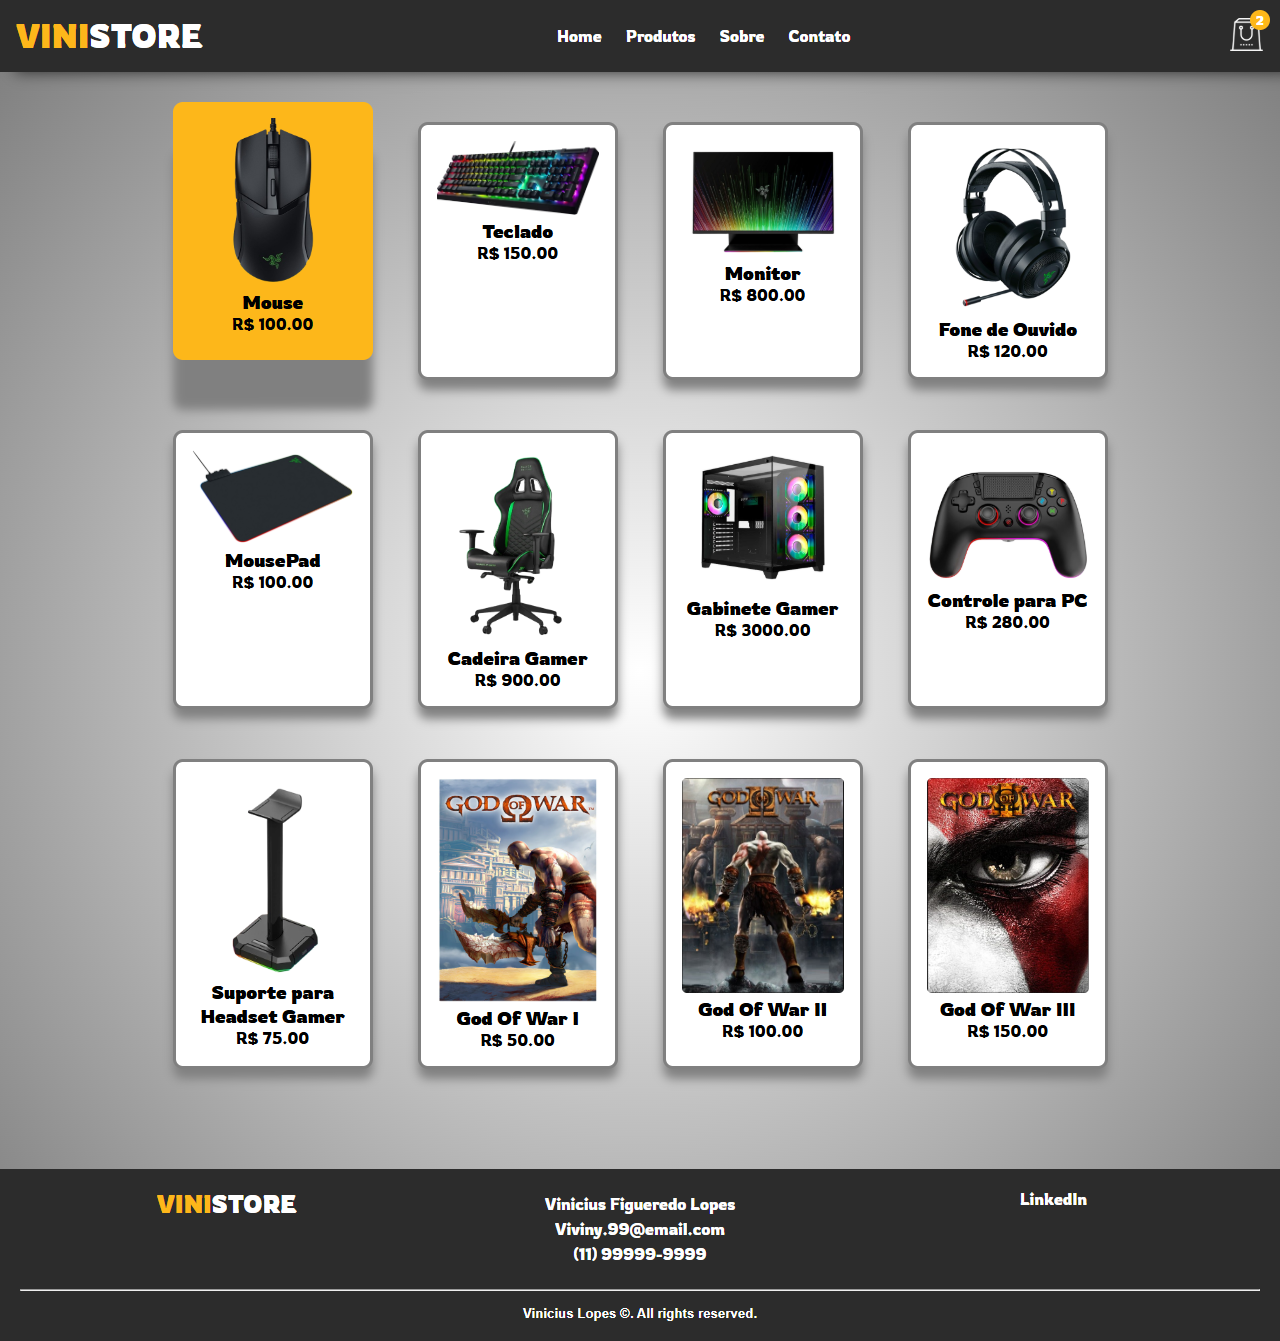 VINISTORE
Home Produtos Sobre Contato
2
Mouse
R$ 100.00
Teclado
R$ 150.00
Monitor
R$ 800.00
Fone de Ouvido
R$ 120.00
MousePad
R$ 100.00
Cadeira Gamer
R$ 900.00
Gabinete Gamer
R$ 3000.00
Controle para PC
R$ 280.00
Suporte para
Headset Gamer
R$ 75.00
GOD OF WAR
God Of War I
R$ 50.00
GOD OF WAR
II
God Of War II
R$ 100.00
GOD OF WAR
III
God Of War III
R$ 150.00
VINISTORE
Vinicius Figueredo Lopes
Viviny.99@email.com
(11) 99999-9999
LinkedIn
Vinicius Lopes ©. All rights reserved.